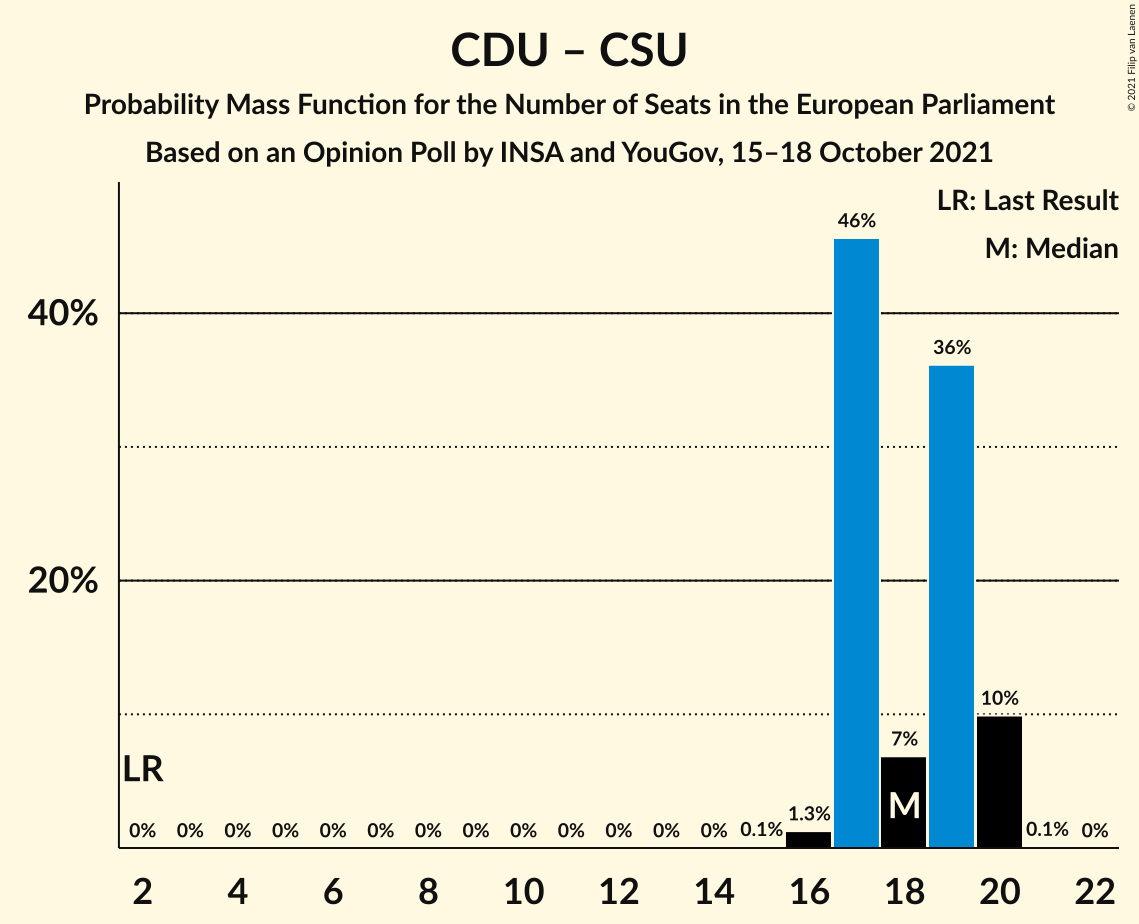 CDU – CSU
Probability Mass Function for the Number of Seats in the European Parliament
Based on an Opinion Poll by INSA and YouGov, 15–18 October 2021
© 2021 Filip van Laenen
LR: Last Result
M: Median
46%
40%
36%
20%
10%
7%
LR
M
0% 0% 0% 0% 0% 0% 0% 0% 0% 0% 0% 0% 0% 0.1% 1.3% 0.1% 0%
2 4 6 8 10 12 14 16 18 20 22